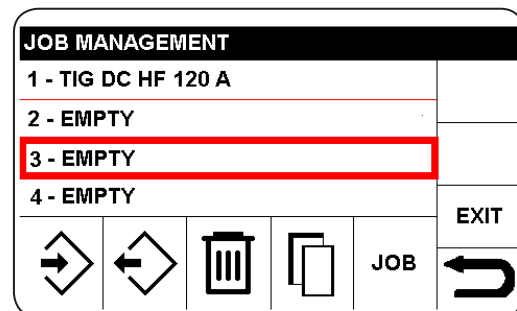 JOB MANAGEMENT
1 - TIG DC HF 120 A
2 - EMPTY
3 - EMPTY
4 - EMPTY
EXIT
JOB